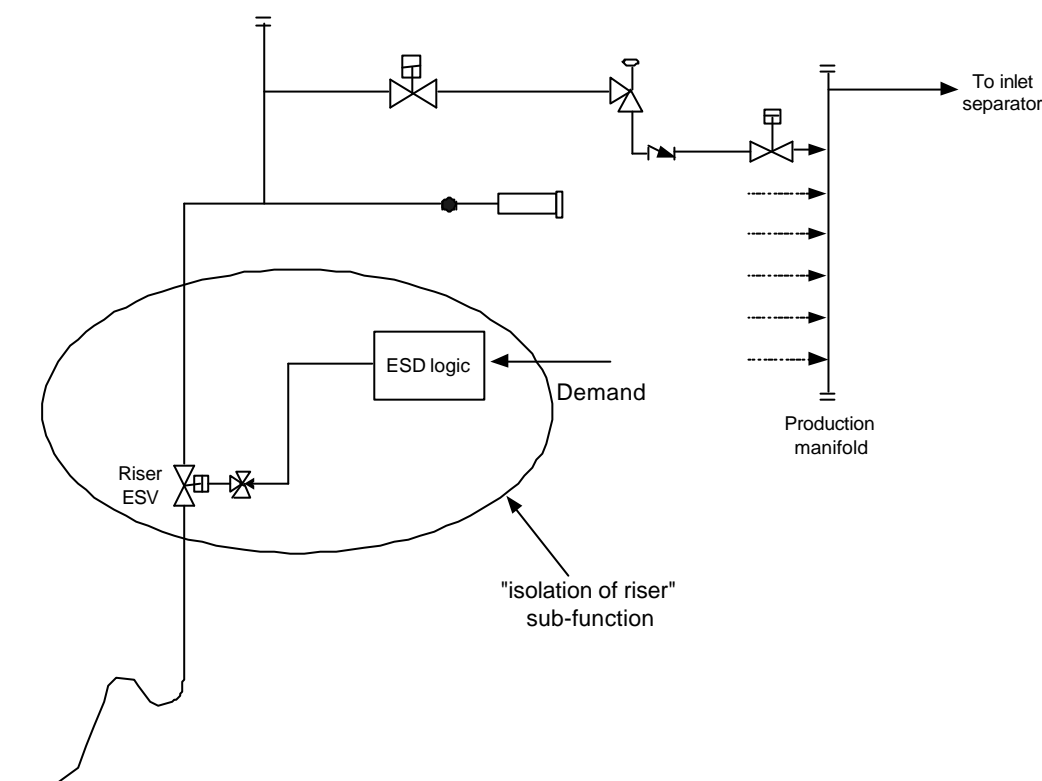 To inlet
separator
ESD logic
Demand
Production
manifold
Riser
ESV
"isolation of riser"
sub-function